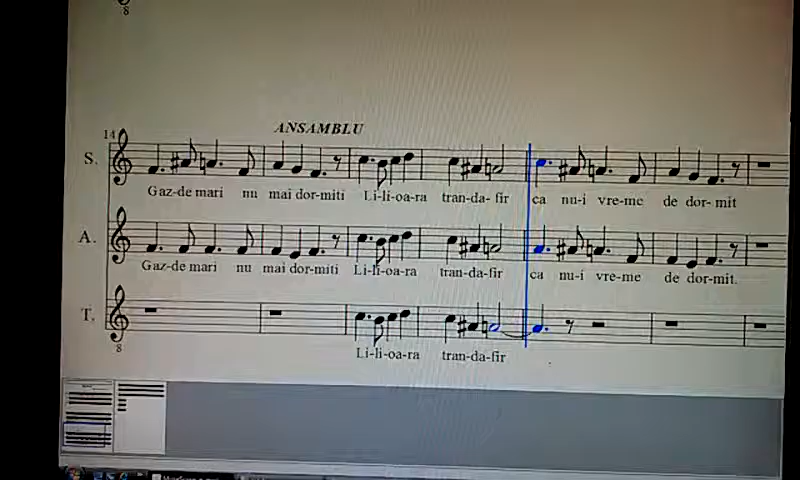 8
ANSAMBLU
14
S.
Gaz-de mari nu mai dor-miti Li-li-oa-ra tran-da-fir ca nu-i vre-me de dor-mit
A.
Gaz-de mari nu mai dor-miti Li-li-oa-ra tran-da-fir ca nu-i vre-me de dor-mit.
T.
8
Li-li-oa-ra tran-da-fir